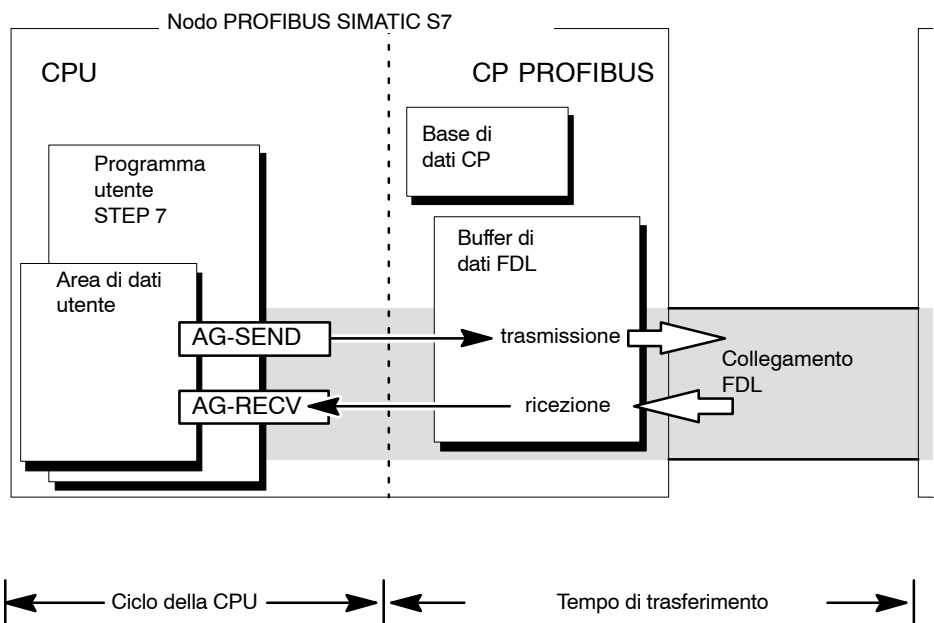 Nodo PROFIBUS SIMATIC S7
CPU
CP PROFIBUS
Base di
dati CP
Programma
utente
STEP 7
Buffer di
dati FDL
Area di dati
utente
AG-SEND
trasmissione
Collegamento
FDL
AG-RECV
ricezione
Ciclo della CPU
Tempo di trasferimento